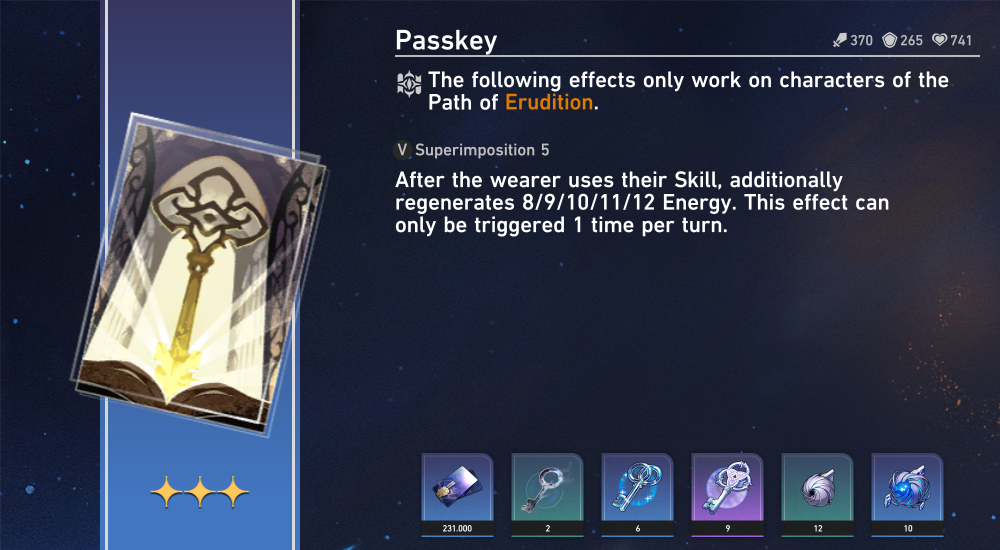 Passkey
370 265 741
The following effects only work on characters of the
Path of Erudition.
V Superimposition 5
After the wearer uses their Skill, additionally
regenerates 8/9/10/11/12 Energy. This effect can
only be triggered 1 time per turn.
231.000 2 6 9 12 10